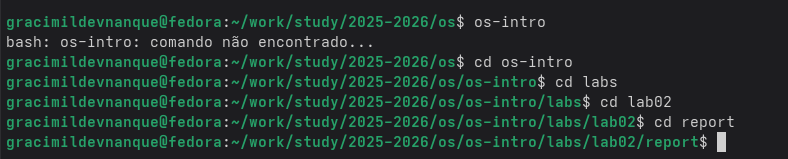 gracimildevnanque@fedora:~/work/study/2025-2026/os$ os-intro
bash: os-intro: comando não encontrado...
gracimildevnanque@fedora:~/work/study/2025-2026/os$ cd os-intro
gracimildevnanque@fedora:~/work/study/2025-2026/os/os-intro$ cd labs
gracimildevnanque@fedora:~/work/study/2025-2026/os/os-intro/labs$ cd lab02
gracimildevnanque@fedora:~/work/study/2025-2026/os/os-intro/labs/lab02$ cd report
gracimildevnanque@fedora:~/work/study/2025-2026/os/os-intro/labs/lab02/report$